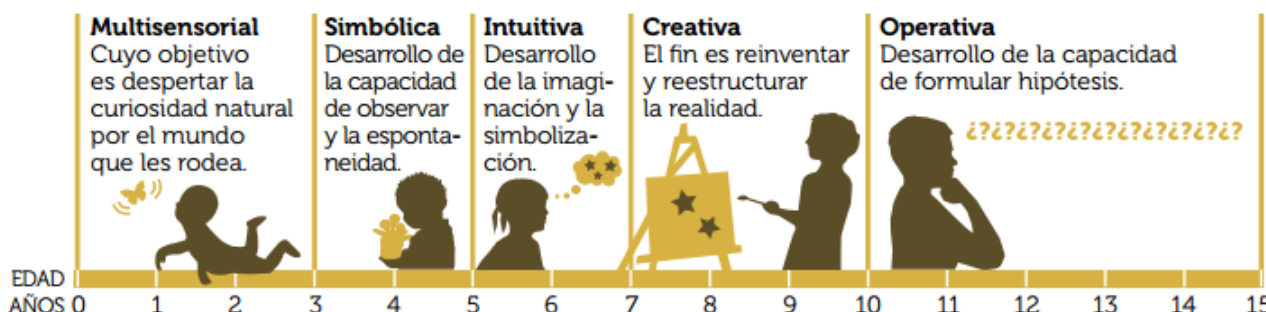 Multisensorial
Cuyo objetivo
es despertar la
curiosidad natural
por el mundo
que les rodea.
Simbólica
Desarrollo de
la capacidad
de observar
y la esponta-
neidad.
Intuitiva
Desarrollo
de la imagi-
nación y la
simboliza-
ción.
Creativa
El fin es reinventar
y reestructurar
la realidad.
Operativa
Desarrollo de la capacidad
de formular hipótesis.
¿?¿?¿?¿?¿?¿?¿?¿?¿?¿?¿?
EDAD
AÑOS 0 1 2 3 4 5 6 7 8 9 10 11 12 13 14 15